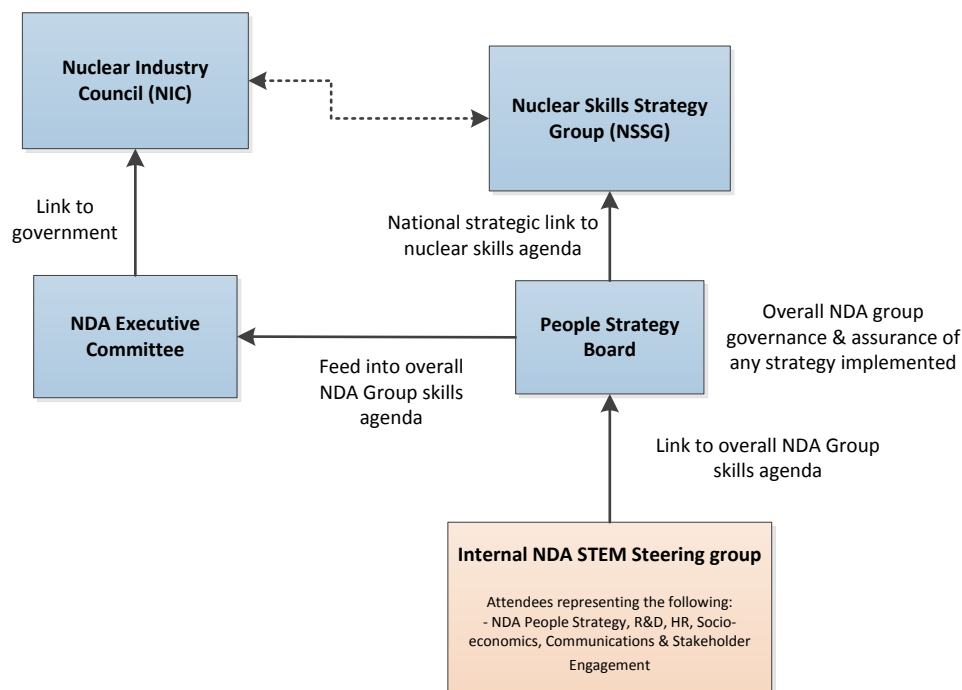 Nuclear Industry
Council (NIC)
Nuclear Skills Strategy
Group (NSSG)
Link to
government
National strategic link to
nuclear skills agenda
NDA Executive
Committee
People Strategy
Board
Overall NDA group
governance & assurance of
any strategy implemented
Feed into overall
NDA Group skills
agenda
Link to overall NDA Group
skills agenda
Internal NDA STEM Steering group
Attendees representing the following:
- NDA People Strategy, R&D, HR, Socio-
economics, Communications & Stakeholder
Engagement